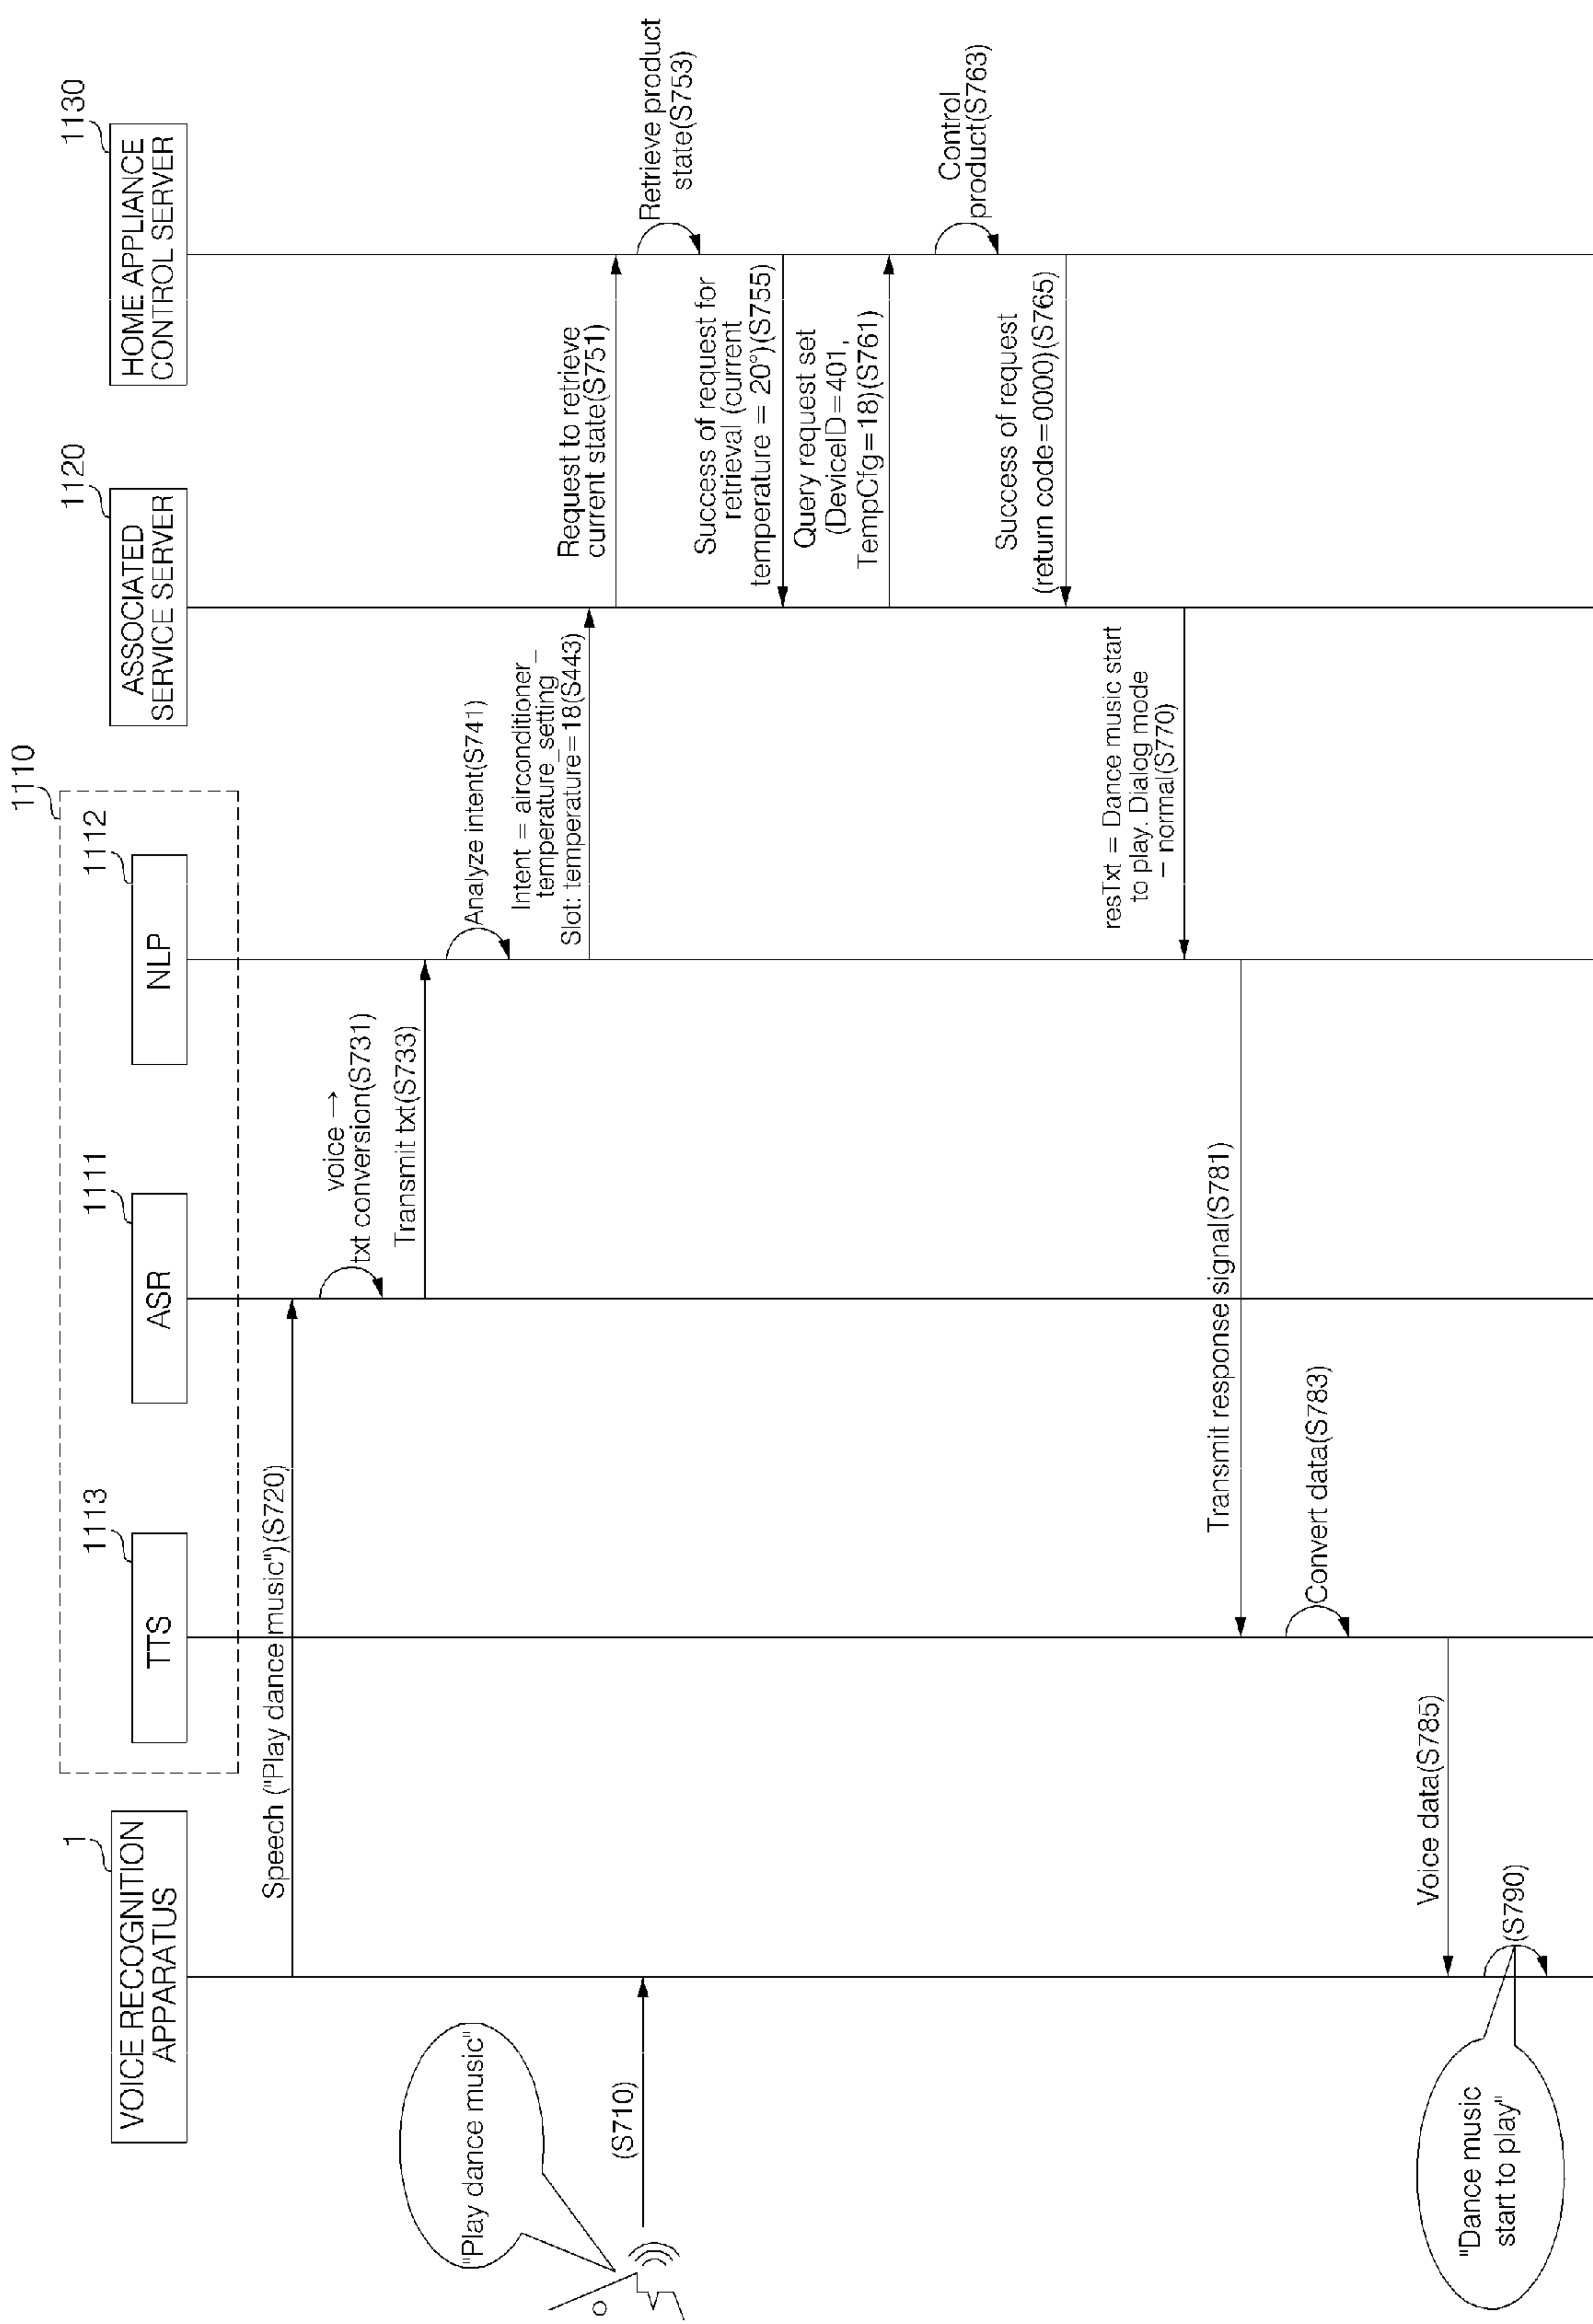 1110
1
VOICE RECOGNITION
APPARATUS
1113
TTS
1111
ASR
1112
NLP
1120
ASSOCIATED
SERVICE SERVER
1130
HOME APPLIANCE
CONTROL SERVER
Speech ("Play dance music")(S720)
voice →
txt conversion(S731)
Transmit txt(S733)
"Play dance music"
(S710)
Analyze intent(S741)
Intent = airconditioner_
temperature_setting
Slot: temperature=18(S443)
Request to retrieve
current state(S751)
Retrieve product
state(S753)
Success of request for
retrieval (current
temperature = 20°)(S755)
Query request set
(DeviceID=401,
TempCfg=18)(S761)
Control
product(S763)
Success of request
(return code=0000)(S765)
resTxt = Dance music start
to play. Dialog mode
– normal(S770)
Transmit response signal(S781)
Convert data(S783)
Voice data(S785)
(S790)
"Dance music
start to play"